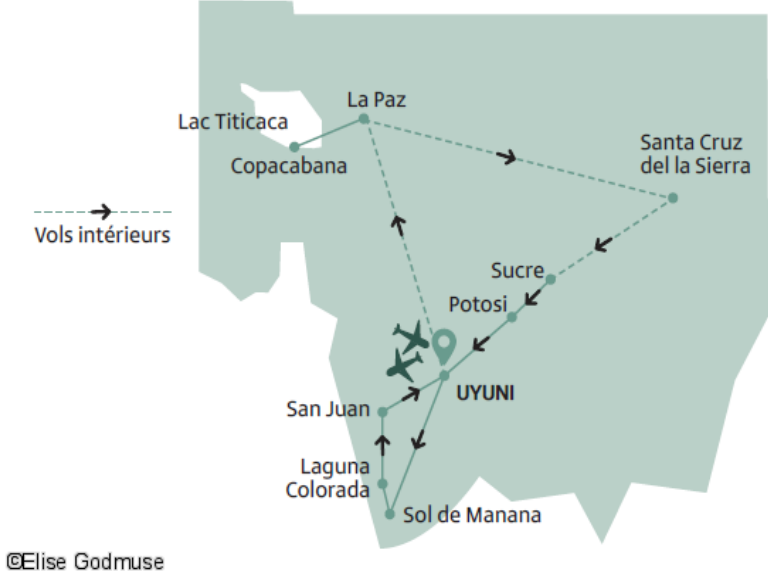 La Paz
Lac Titicaca
Copacabana
Santa Cruz
del la Sierra
Vols intérieurs
Sucre
Potosi
UYUNI
San Juan
Laguna
Colorada
Sol de Manana
©Elise Godmuse